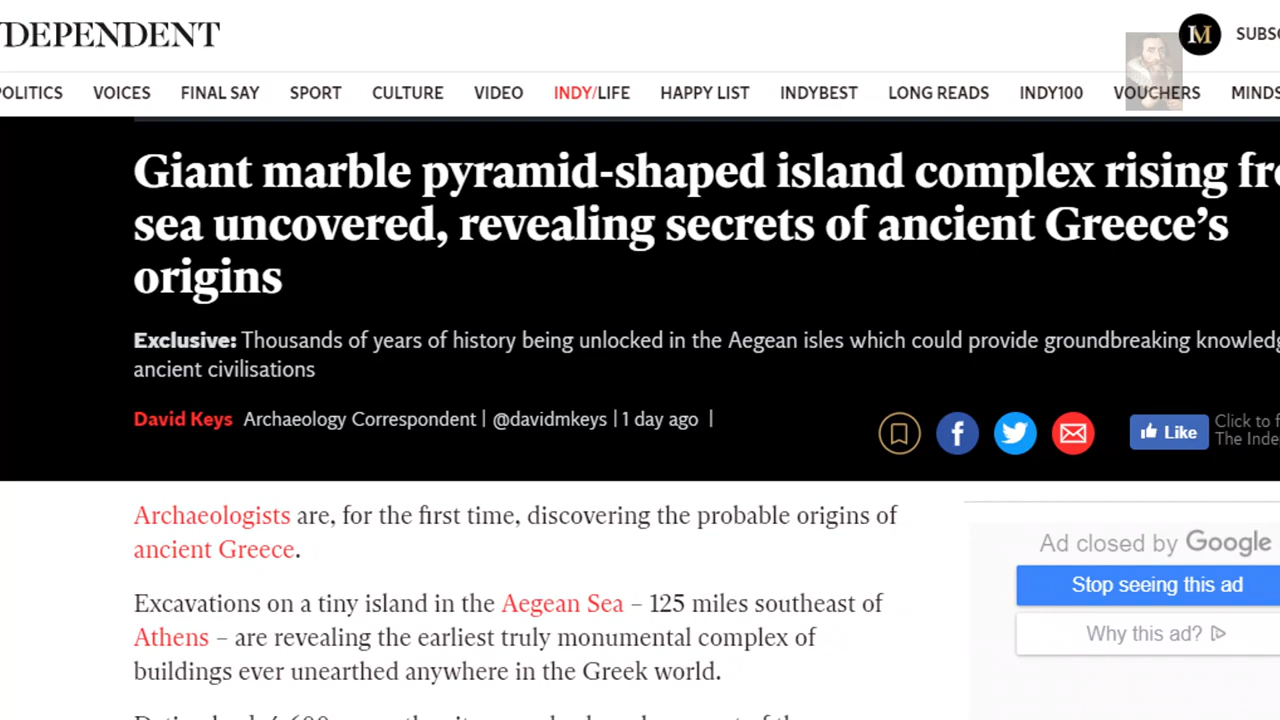 DEPENDENT
SUBSC
POLITICS VOICES FINAL SAY SPORT CULTURE VIDEO INDY/LIFE HAPPY LIST INDYBEST LONG READS INDY100 VOUCHERS MINDS
Giant marble pyramid-shaped island complex rising fro
sea uncovered, revealing secrets of ancient Greece’s
origins
Exclusive: Thousands of years of history being unlocked in the Aegean isles which could provide groundbreaking knowledg
ancient civilisations
David Keys Archaeology Correspondent | @davidmkeys | 1 day ago |
Like
Click to f
The Inde
Archaeologists are, for the first time, discovering the probable origins of
ancient Greece.
Excavations on a tiny island in the Aegean Sea – 125 miles southeast of
Athens – are revealing the earliest truly monumental complex of
buildings ever unearthed anywhere in the Greek world.
Ad closed by Google
Stop seeing this ad
Why this ad?